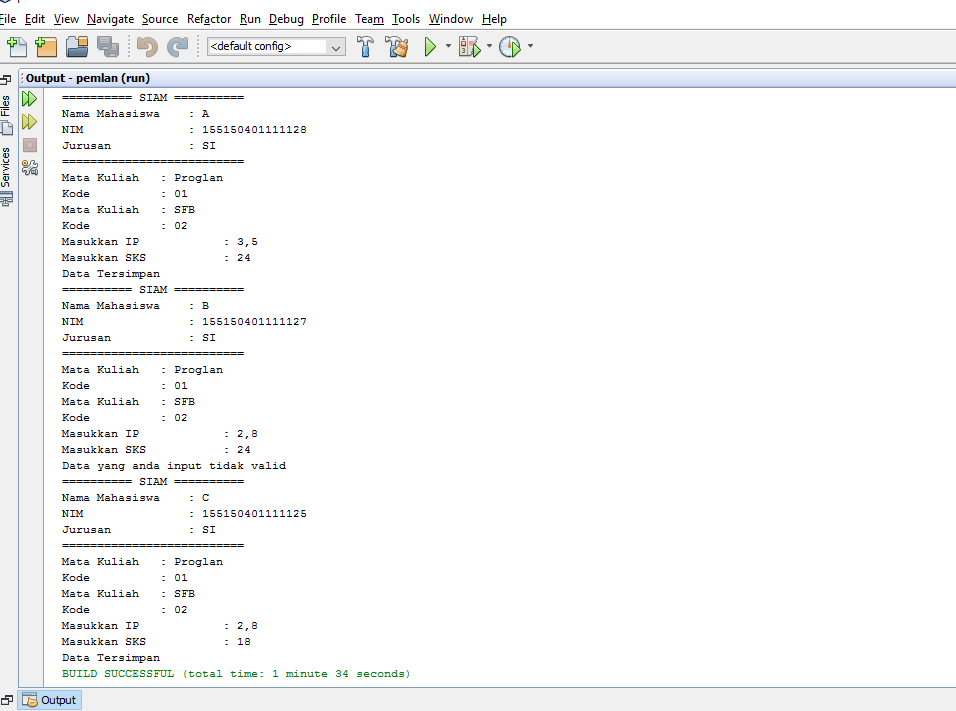 File Edit View Navigate Source Refactor Run Debug Profile Team Tools Window Help
<default config>
Output - pemlan (run)
Files
Services
========== SIAM ==========
Nama Mahasiswa : A
NIM : 155150401111128
Jurusan : SI
==========================
Mata Kuliah : Proglan
Kode : 01
Mata Kuliah : SFB
Kode : 02
Masukkan IP : 3,5
Masukkan SKS : 24
Data Tersimpan
========== SIAM ==========
Nama Mahasiswa : B
NIM : 155150401111127
Jurusan : SI
==========================
Mata Kuliah : Proglan
Kode : 01
Mata Kuliah : SFB
Kode : 02
Masukkan IP : 2,8
Masukkan SKS : 24
Data yang anda input tidak valid
========== SIAM ==========
Nama Mahasiswa : C
NIM : 155150401111125
Jurusan : SI
==========================
Mata Kuliah : Proglan
Kode : 01
Mata Kuliah : SFB
Kode : 02
Masukkan IP : 2,8
Masukkan SKS : 18
Data Tersimpan
BUILD SUCCESSFUL (total time: 1 minute 34 seconds)
Output